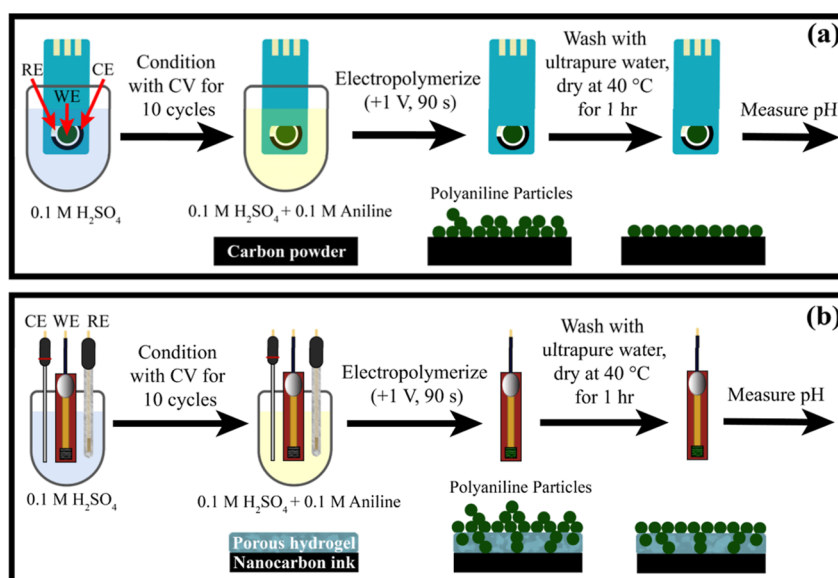 (a)
RE
CE
WE
Condition
with CV for
10 cycles
Electropolymerize
(+1 V, 90 s)
Wash with
ultrapure water,
dry at 40 °C
for 1 hr
Measure pH
0.1 M H₂SO₄
0.1 M H₂SO₄ + 0.1 M Aniline
Polyaniline Particles
Carbon powder
(b)
CE WE RE
Condition
with CV for
10 cycles
Electropolymerize
(+1 V, 90 s)
Wash with
ultrapure water,
dry at 40 °C
for 1 hr
Measure pH
0.1 M H₂SO₄
0.1 M H₂SO₄ + 0.1 M Aniline
Polyaniline Particles
Porous hydrogel
Nanocarbon ink